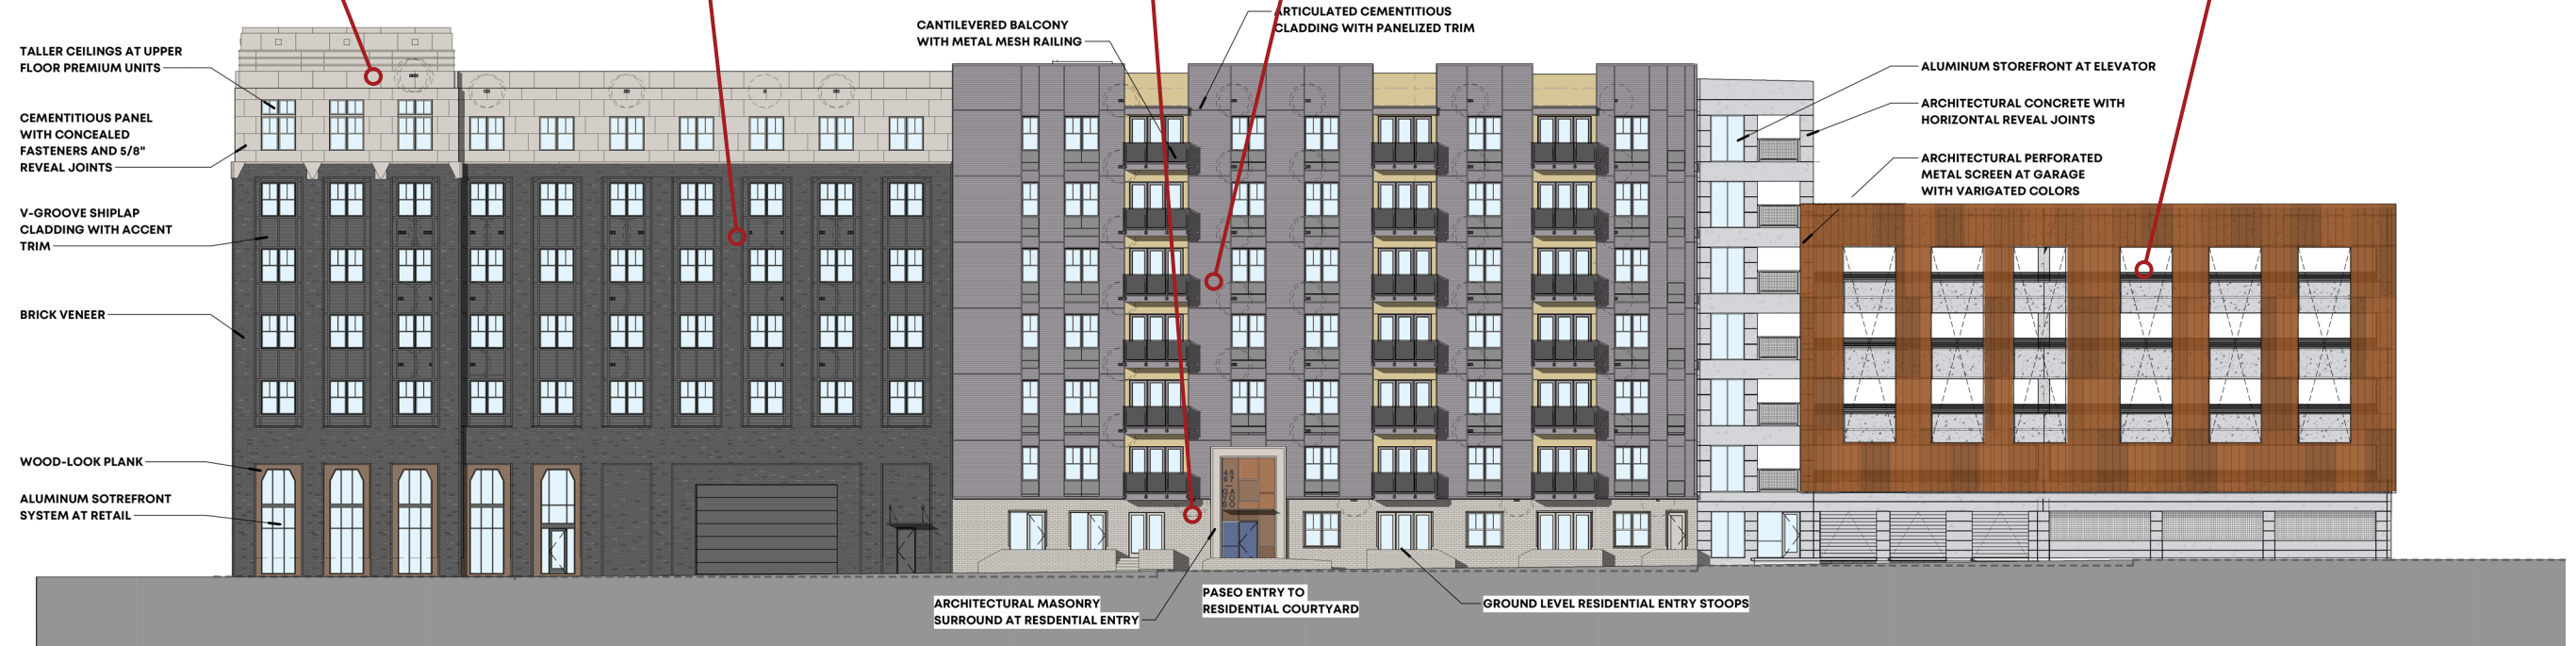 TALLER CEILINGS AT UPPER
FLOOR PREMIUM UNITS
CEMENTITIOUS PANEL
WITH CONCEALED
FASTENERS AND 5/8"
REVEAL JOINTS
V-GROOVE SHIPLAP
CLADDING WITH ACCENT
TRIM
BRICK VENEER
WOOD-LOOK PLANK
ALUMINUM SOTREFRONT
SYSTEM AT RETAIL
CANTILEVERED BALCONY
WITH METAL MESH RAILING
ARTICULATED CEMENTITIOUS
CLADDING WITH PANELIZED TRIM
ALUMINUM STOREFRONT AT ELEVATOR
ARCHITECTURAL CONCRETE WITH
HORIZONTAL REVEAL JOINTS
ARCHITECTURAL PERFORATED
METAL SCREEN AT GARAGE
WITH VARIGATED COLORS
ARCHITECTURAL MASONRY
SURROUND AT RESDENTIAL ENTRY
PASEO ENTRY TO
RESIDENTIAL COURTYARD
GROUND LEVEL RESIDENTIAL ENTRY STOOPS